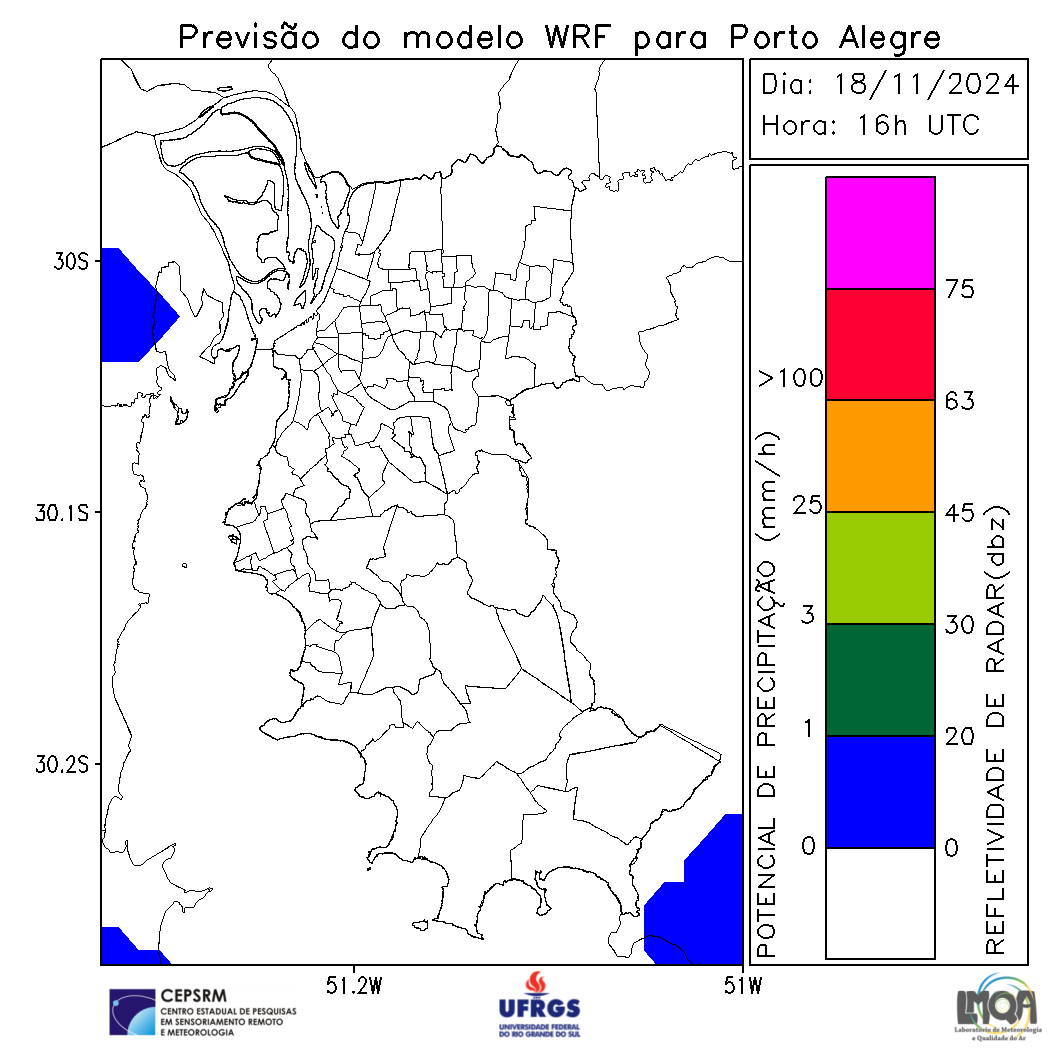 Previsão do modelo WRF para Porto Alegre
Dia: 18/11/2024
Hora: 16h UTC
30S
30.1S
30.2S
51.2W
51W
POTENCIAL DE PRECIPITAÇÃO (mm/h)
>100
25
3
1
0
75
63
45
30
20
0
REFLETIVIDADE DE RADAR(dbz)
CEPSRM
CENTRO ESTADUAL DE PESQUISAS
EM SENSORIAMENTO REMOTO
E METEOROLOGIA
UFRGS
UNIVERSIDADE FEDERAL
DO RIO GRANDE DO SUL
LMQA
Laboratório de Meteorologia
e Qualidade do Ar